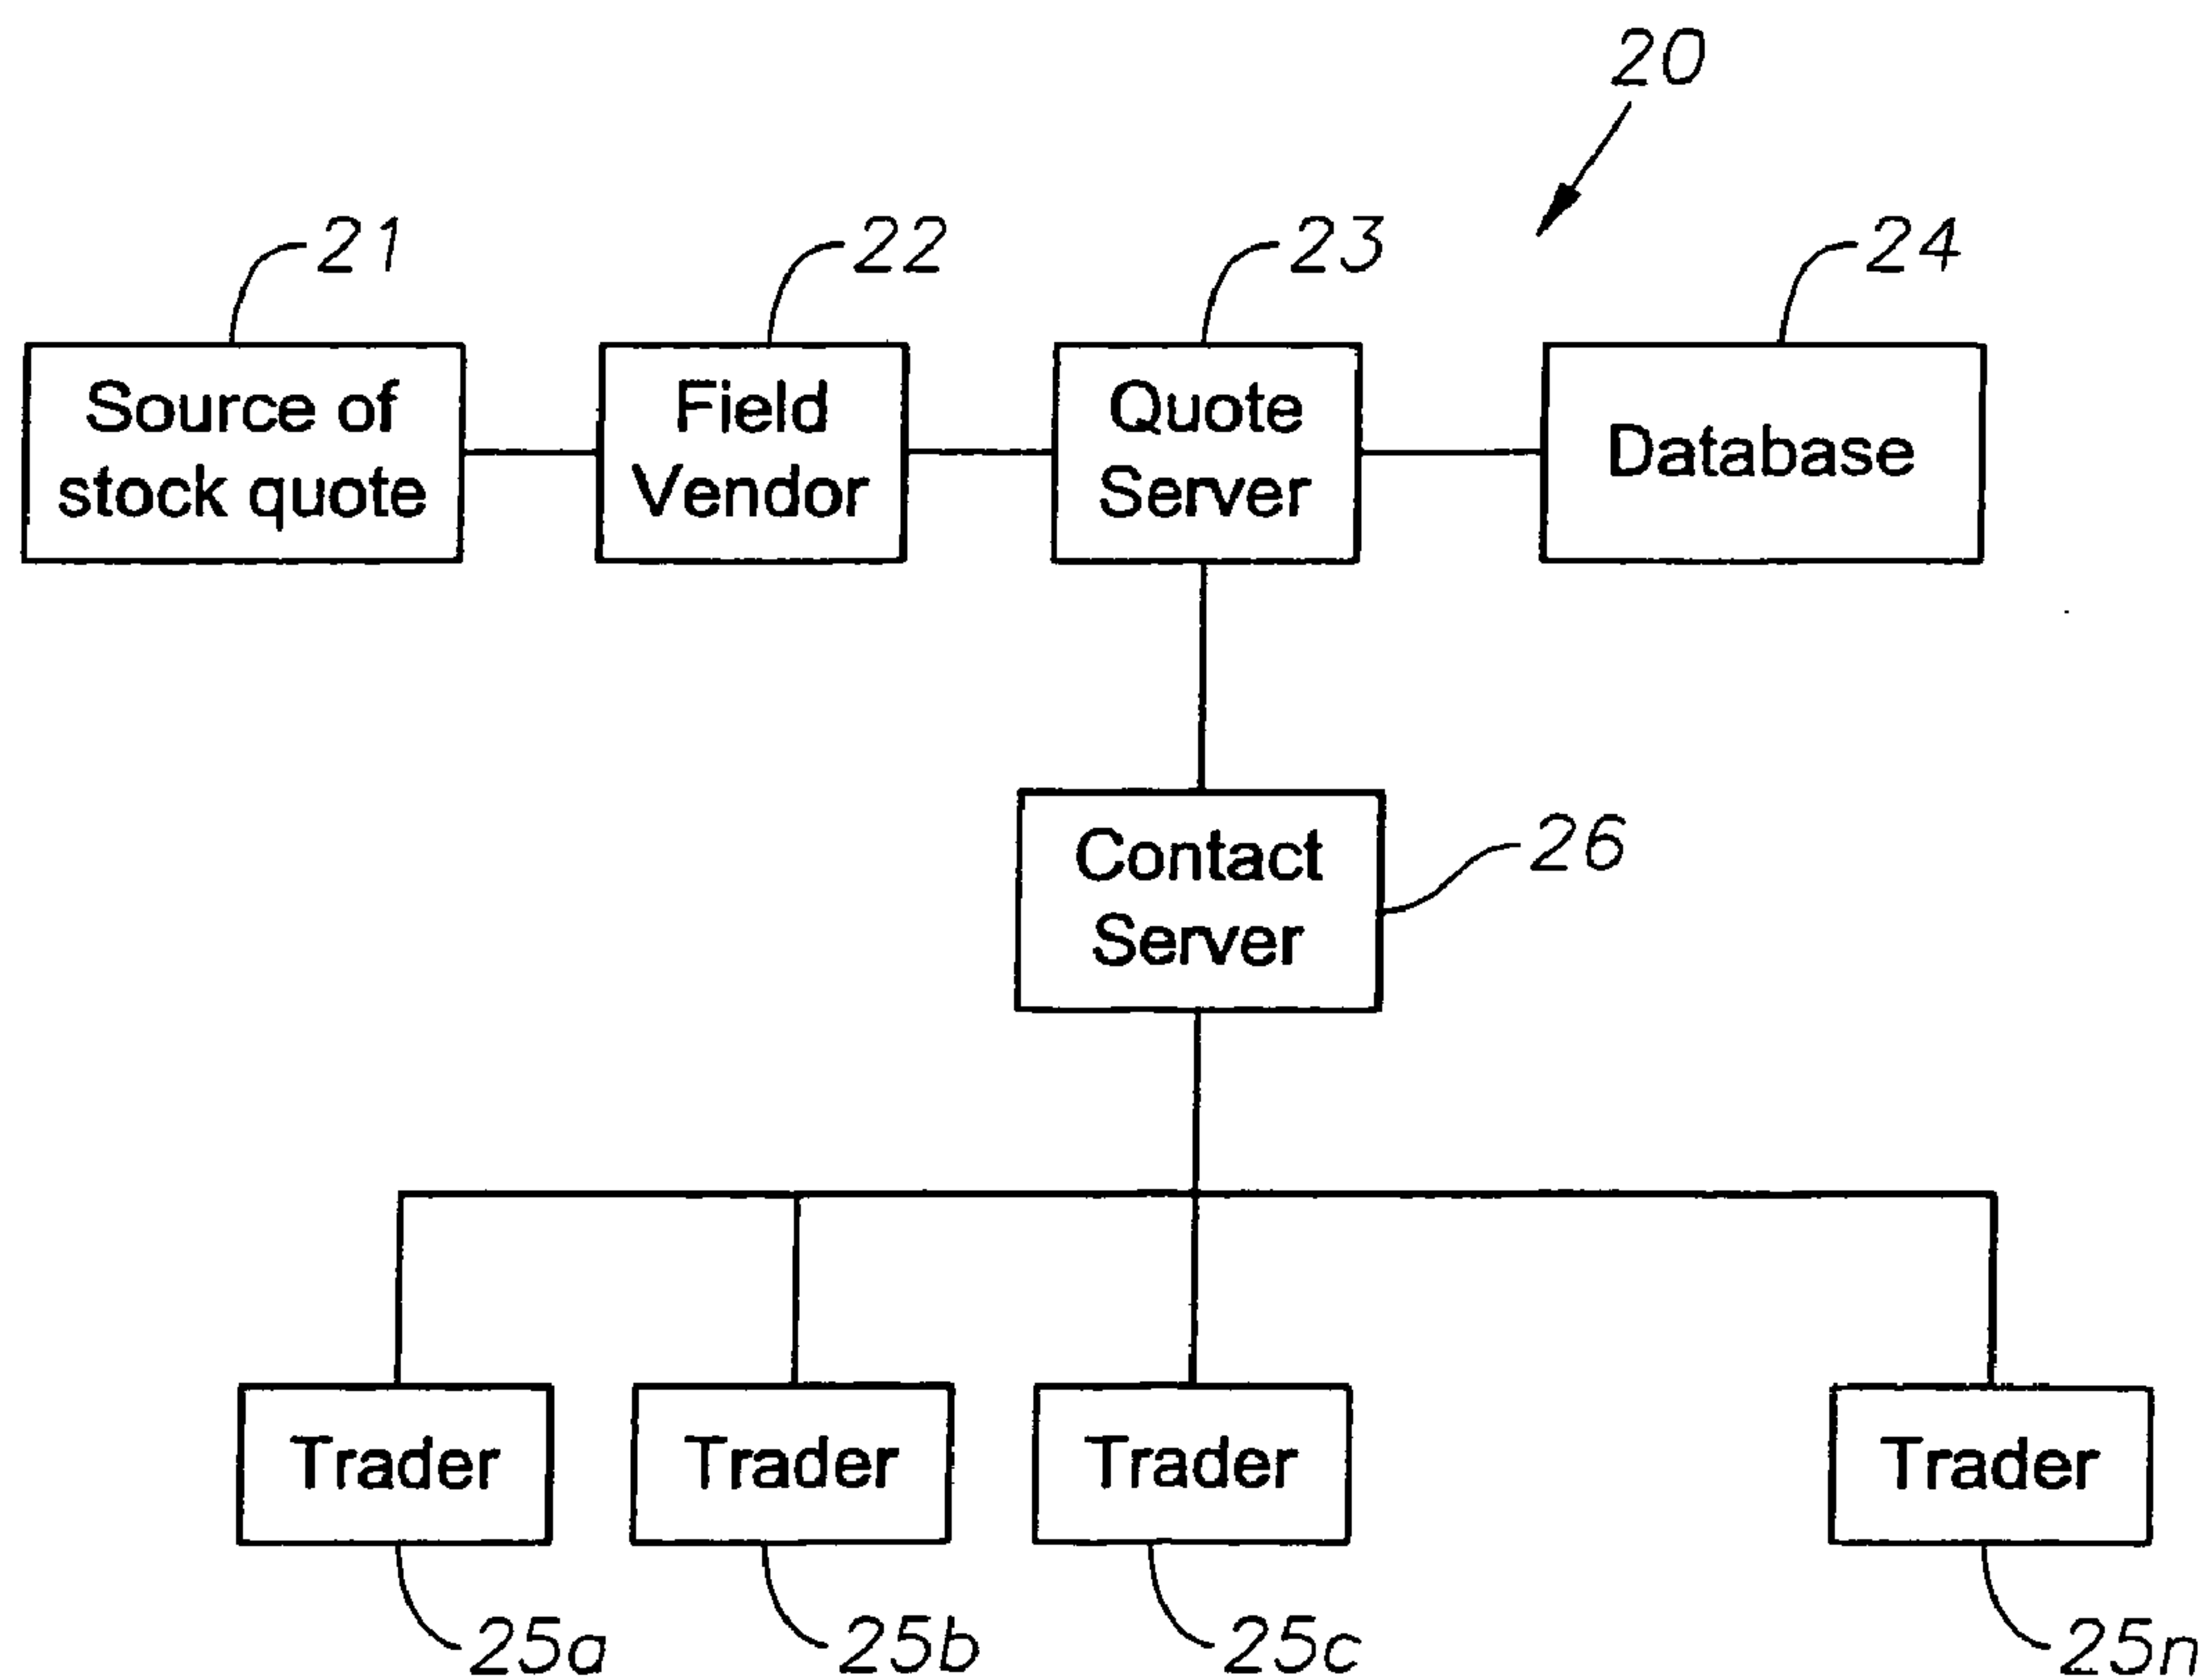 20
21
22
23
24
Source of
stock quote
Field
Vendor
Quote
Server
Database
Contact
Server
26
Trader
Trader
Trader
Trader
25a
25b
25c
25n